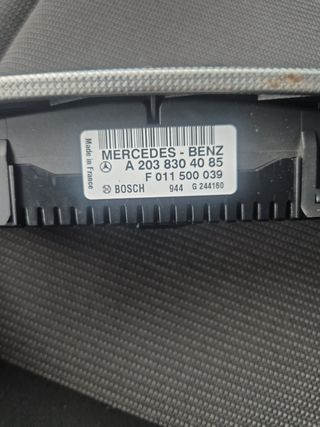 Made in France
MERCEDES - BENZ
A 203 830 40 85
F 011 500 039
BOSCH 944 G 244160